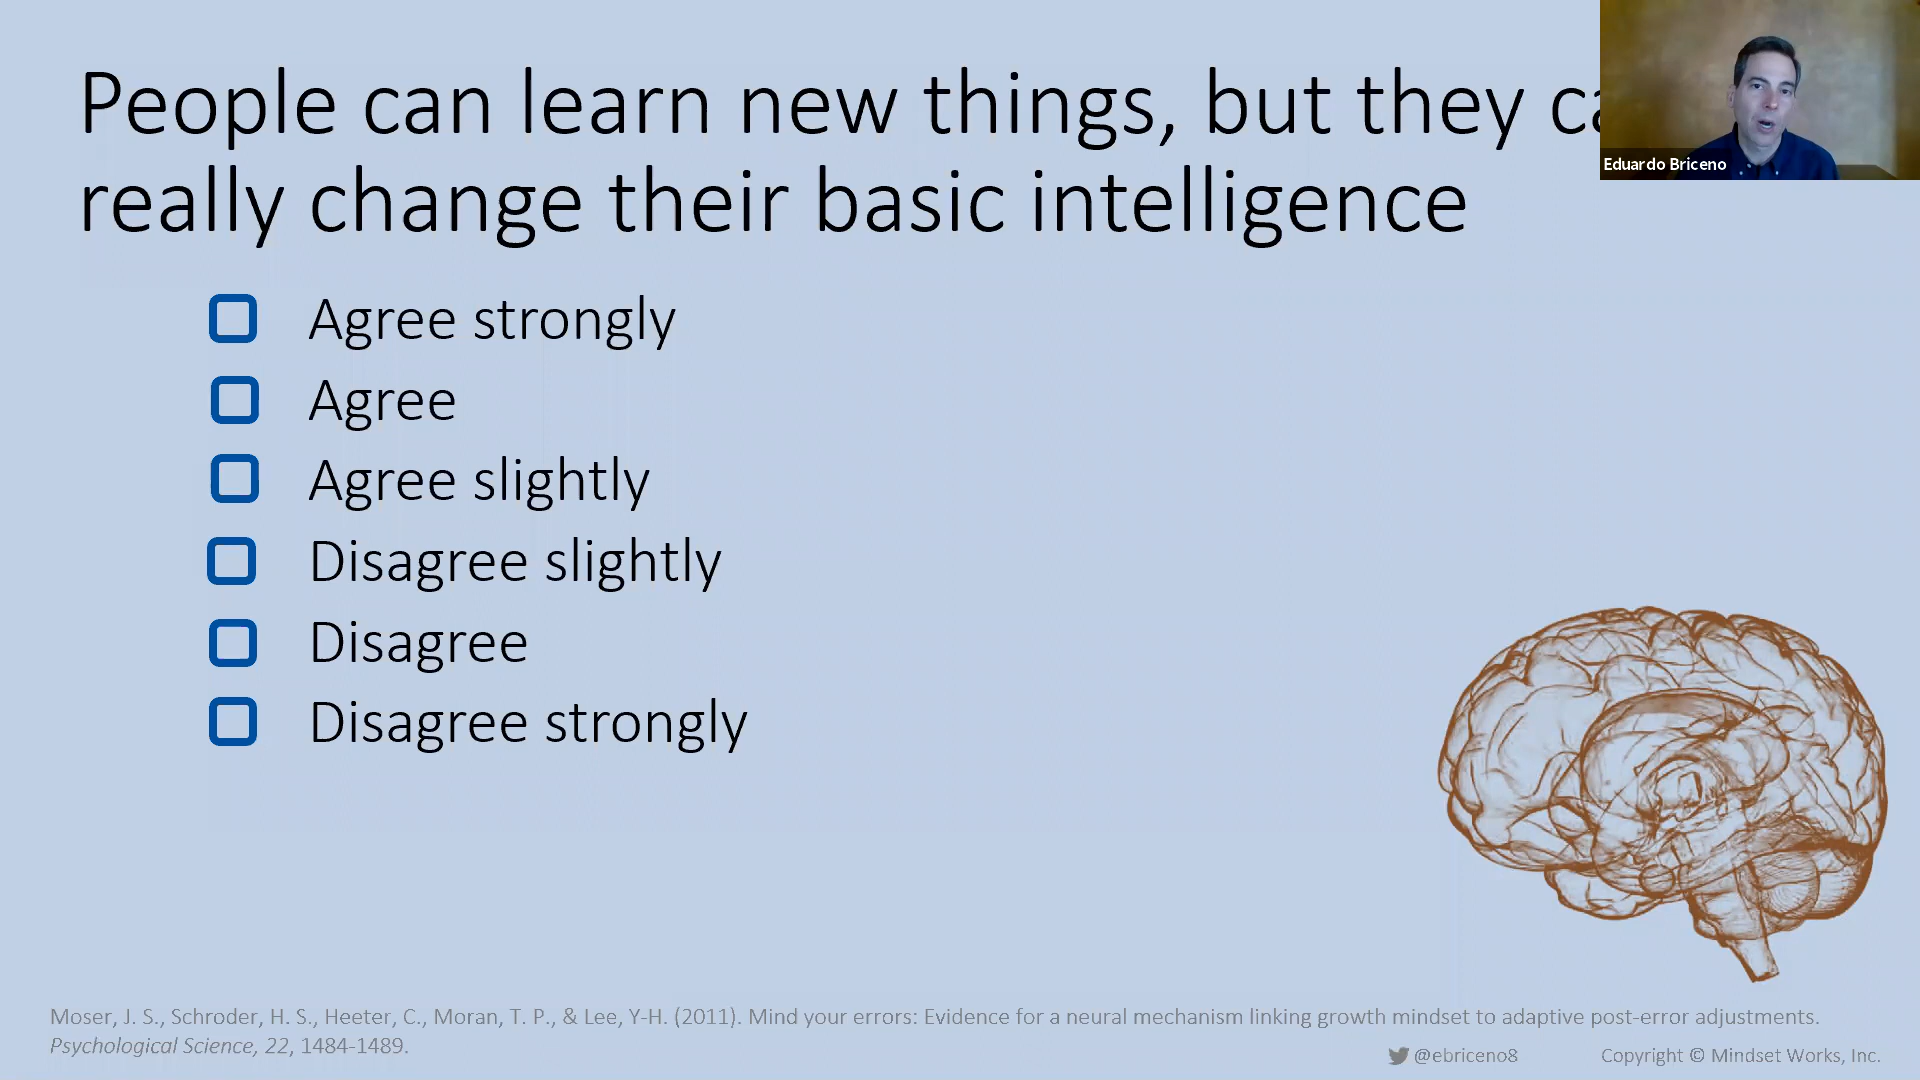 People can learn new things, but they
really change their basic intelligence
Eduardo Briceno
Agree strongly
Agree
Agree slightly
Disagree slightly
Disagree
Disagree strongly
Moser, J. S., Schroder, H. S., Heeter, C., Moran, T. P., & Lee, Y-H. (2011). Mind your errors: Evidence for a neural mechanism linking growth mindset to adaptive post-error adjustments.
Psychological Science, 22, 1484-1489.
@ebriceno8
Copyright © Mindset Works, Inc.